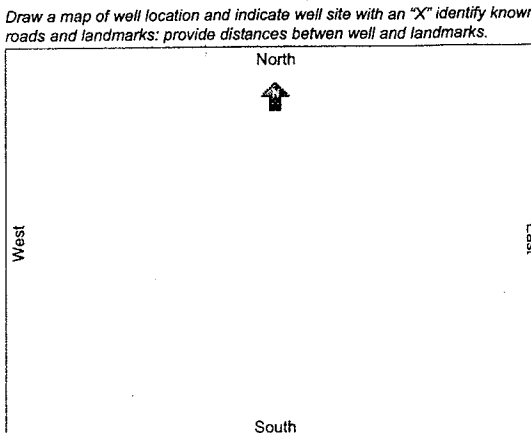 Draw a map of well location and indicate well site with an “X” identify known
roads and landmarks: provide distances betwen well and landmarks.
North
N
West
South